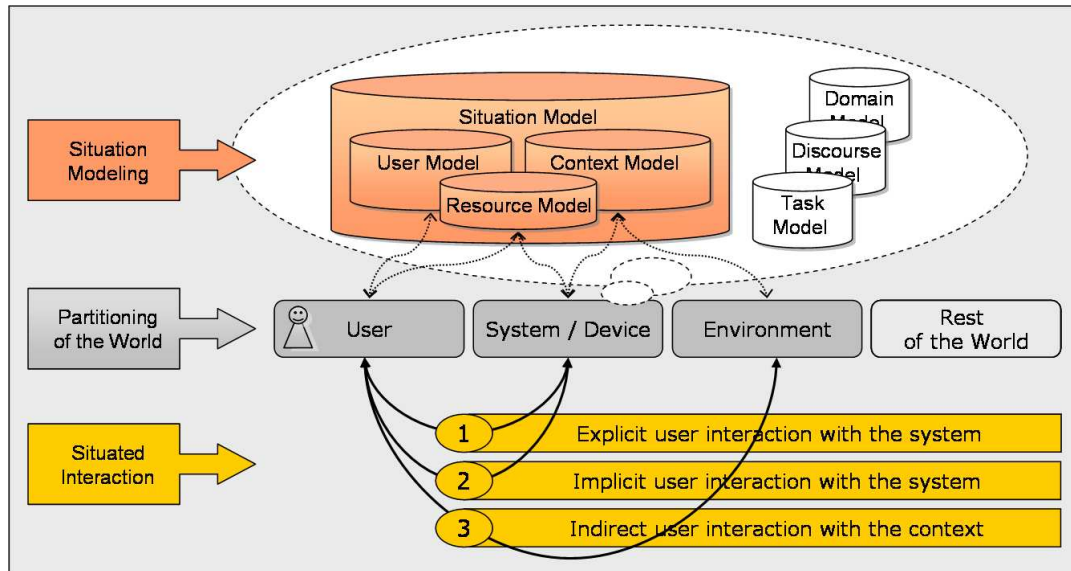 Situation Model
User Model
Context Model
Resource Model
Domain
Model
Discourse
Model
Task
Model
Situation
Modeling
Partitioning
of the World
User
System / Device
Environment
Rest
of the World
Situated
Interaction
1 Explicit user interaction with the system
2 Implicit user interaction with the system
3 Indirect user interaction with the context